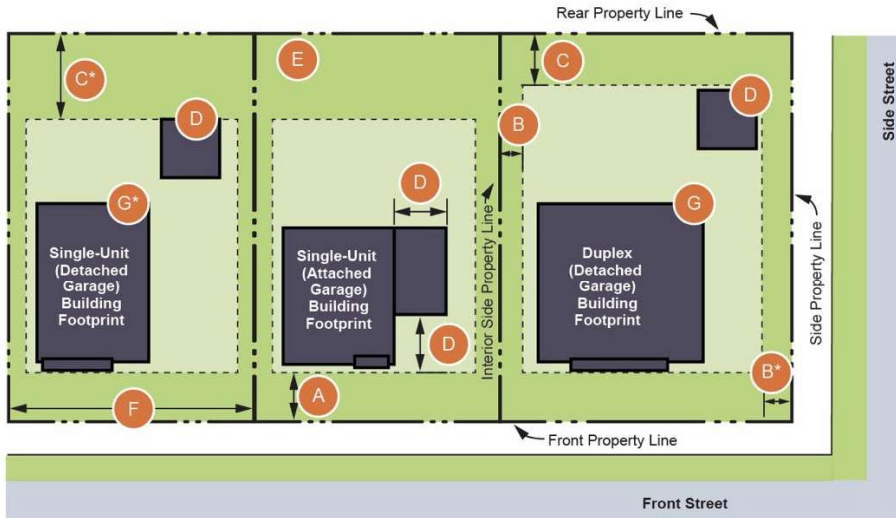 Rear Property Line
C*
E
C
D
D
B
D
G*
G
Single-Unit
(Detached
Garage)
Building
Footprint
Single-Unit
(Attached
Garage)
Building
Footprint
Duplex
(Detached
Garage)
Building
Footprint
Interior Side Property Line
Side Property Line
Side Street
D
B*
A
F
Front Property Line
Front Street